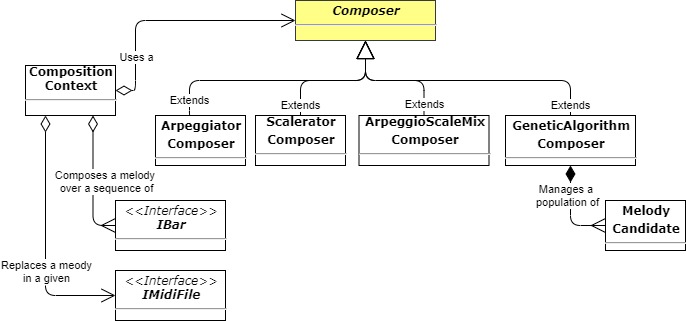 Composer
Uses a
Composition
Context
Extends
Extends
Extends
Extends
Arpeggiator
Composer
Scalerator
Composer
ArpeggioScaleMix
Composer
GeneticAlgorithm
Composer
Composes a melody
over a sequence of
Manages a
population of
<<Interface>>
IBar
Melody
Candidate
Replaces a meody
in a given
<<Interface>>
IMidiFile